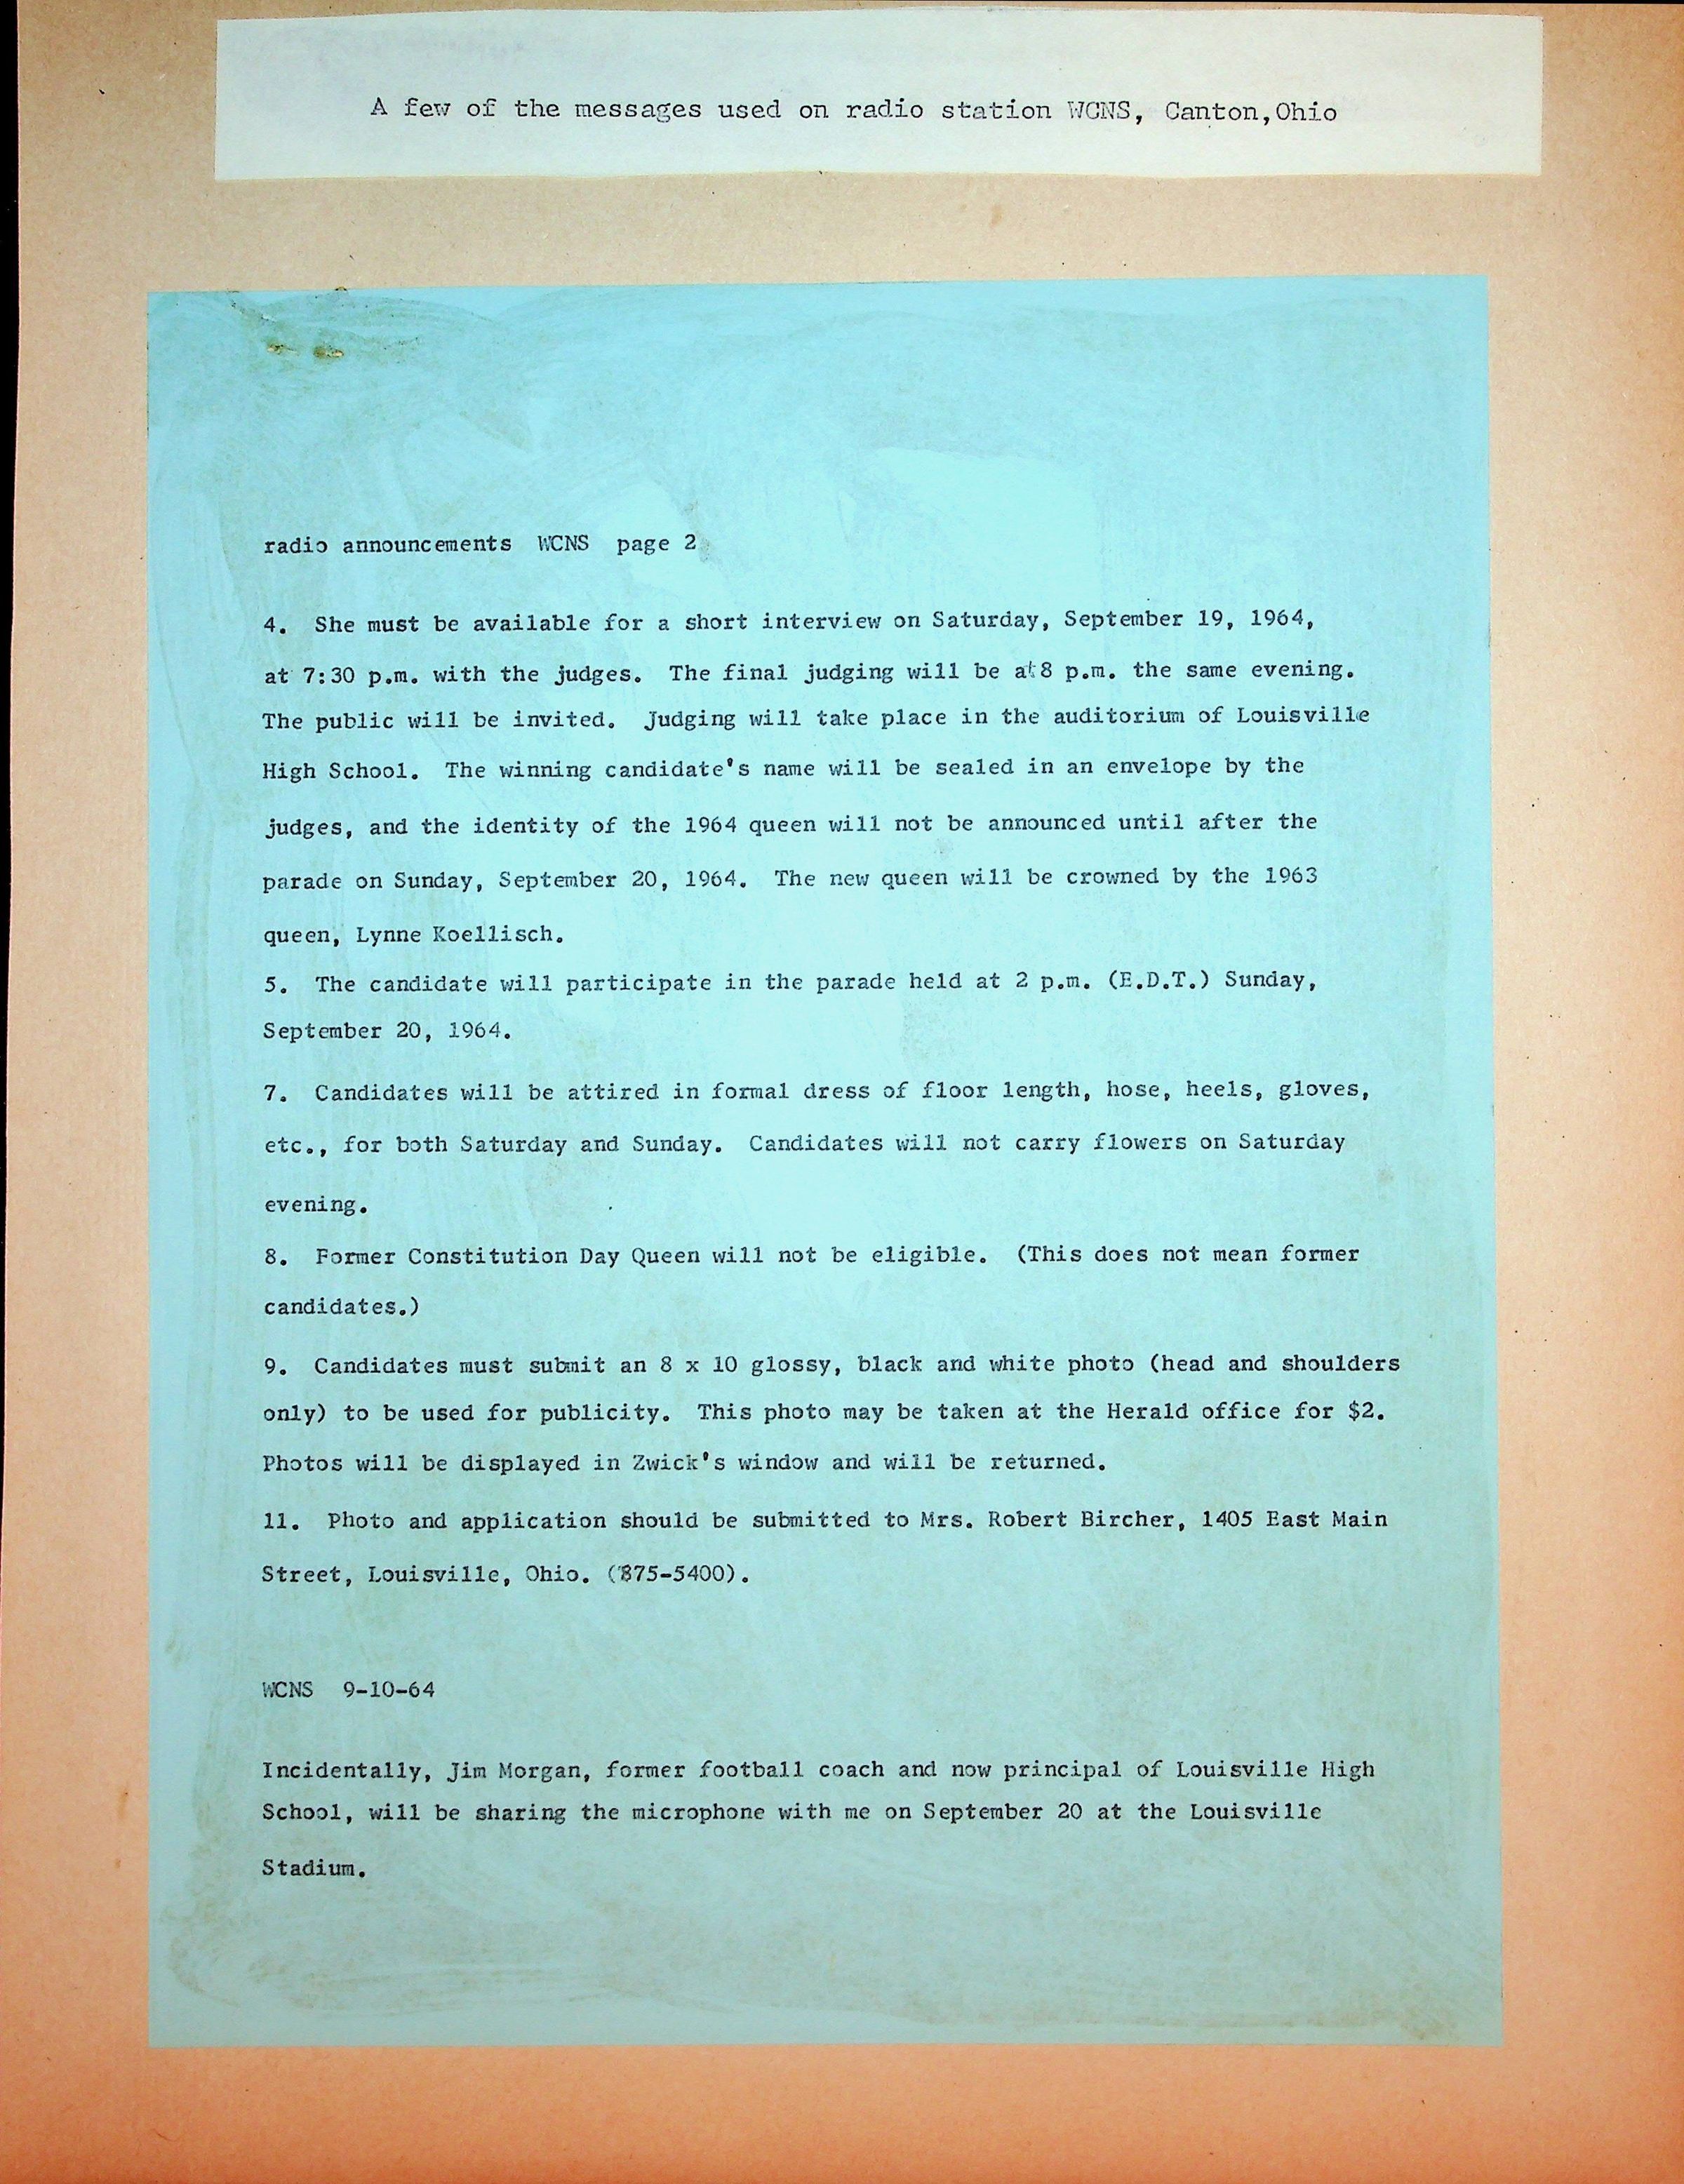 A few of the messages used on radio station WCNS, Canton,Ohio
radio announcements WCNS page 2
4. She must be available for a short interview on Saturday, September 19, 1964,
at 7:30 p.m. with the judges. The final judging will be at 8 p.m. the same evening.
The public will be invited. Judging will take place in the auditorium of Louisville
High School. The winning candidate's name will be sealed in an envelope by the
judges, and the identity of the 1964 queen will not be announced until after the
parade on Sunday, September 20, 1964. The new queen will be crowned by the 1963
queen, Lynne Koellisch.
5. The candidate will participate in the parade held at 2 p.m. (E.D.T.) Sunday,
September 20, 1964.
7. Candidates will be attired in formal dress of floor length, hose, heels, gloves,
etc., for both Saturday and Sunday. Candidates will not carry flowers on Saturday
evening.
8. Former Constitution Day Queen will not be eligible. (This does not mean former
candidates.)
9. Candidates must submit an 8 x 10 glossy, black and white photo (head and shoulders
only) to be used for publicity. This photo may be taken at the Herald office for $2.
Photos will be displayed in Zwick's window and will be returned.
11. Photo and application should be submitted to Mrs. Robert Bircher, 1405 East Main
Street, Louisville, Ohio. (875-5400).
WCNS 9-10-64
Incidentally, Jim Morgan, former football coach and now principal of Louisville High
School, will be sharing the microphone with me on September 20 at the Louisville
Stadium.